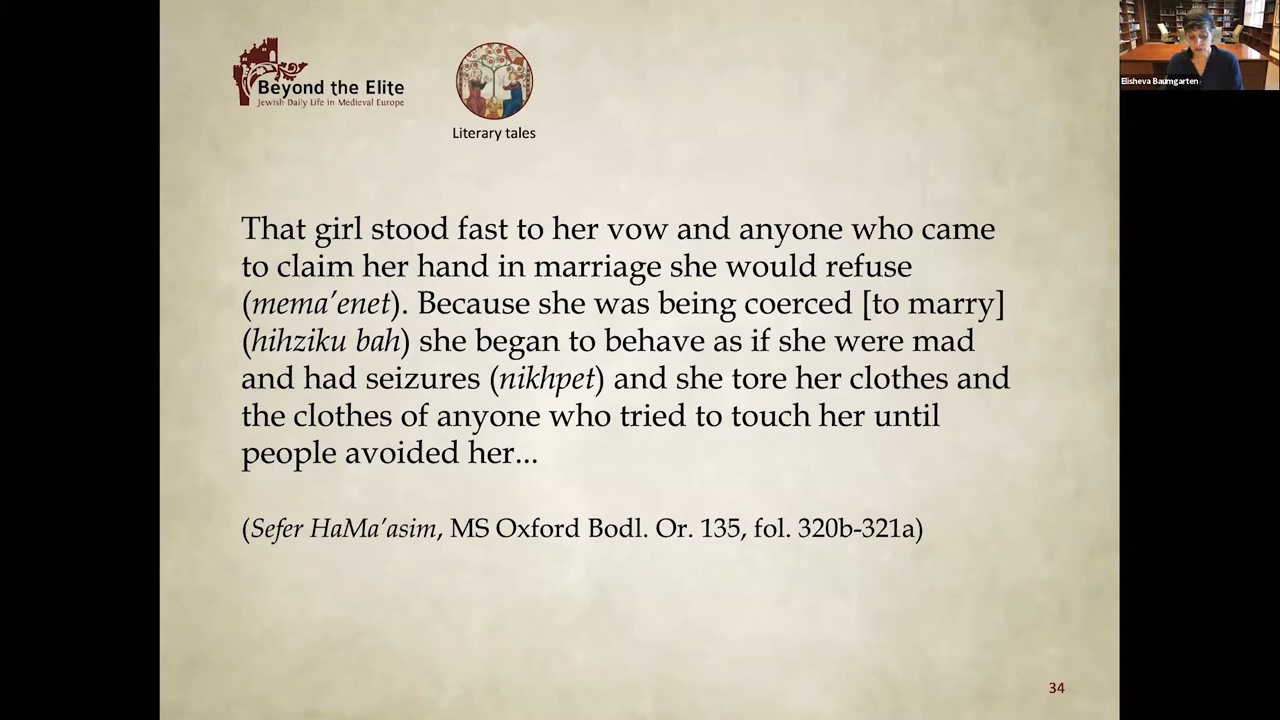 Beyond the Elite
Jewish Daily Life in Medieval Europe
Literary tales
Elisheva Baumgarten
That girl stood fast to her vow and anyone who came
to claim her hand in marriage she would refuse
(mema’enet). Because she was being coerced [to marry]
(hihziku bah) she began to behave as if she were mad
and had seizures (nikhpet) and she tore her clothes and
the clothes of anyone who tried to touch her until
people avoided her...
(Sefer HaMa’asim, MS Oxford Bodl. Or. 135, fol. 320b-321a)
34